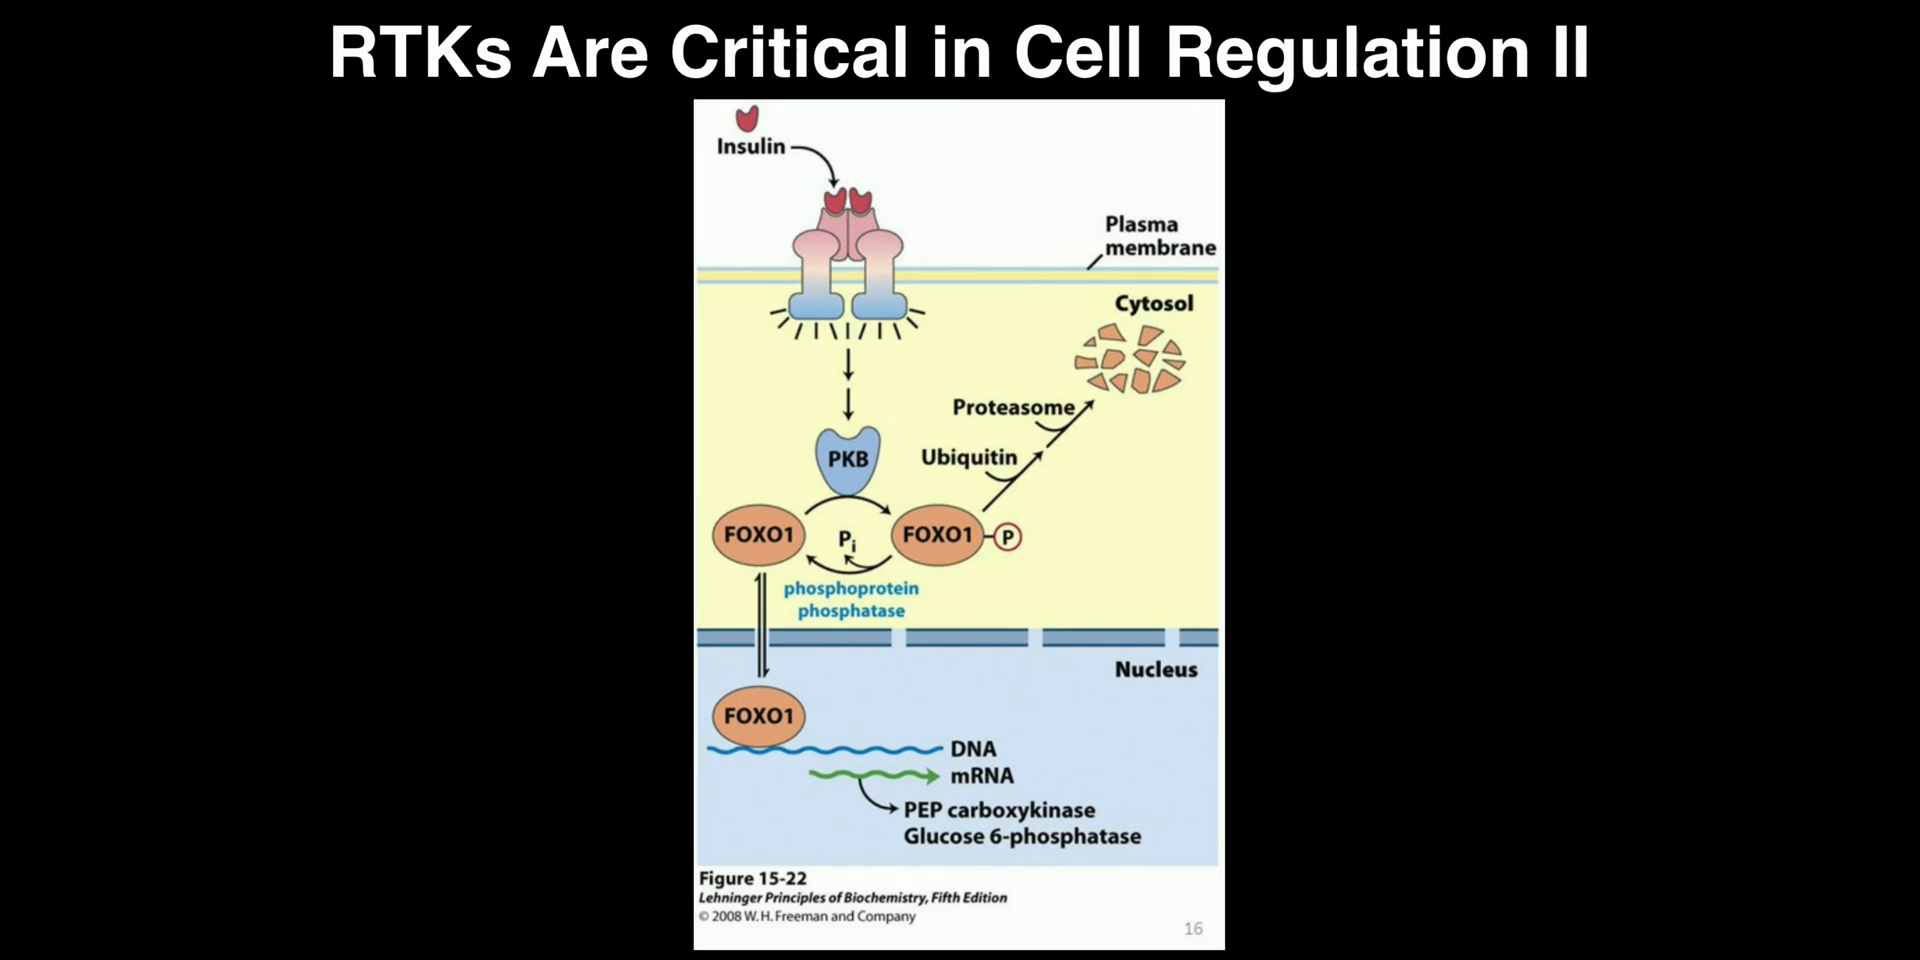 RTKs Are Critical in Cell Regulation II
Insulin
Plasma
membrane
Cytosol
Proteasome
Ubiquitin
PKB
FOXO1
Pi
FOXO1
P
phosphoprotein
phosphatase
Nucleus
FOXO1
DNA
mRNA
PEP carboxykinase
Glucose 6-phosphatase
Figure 15-22
Lehninger Principles of Biochemistry, Fifth Edition
© 2008 W. H. Freeman and Company
16